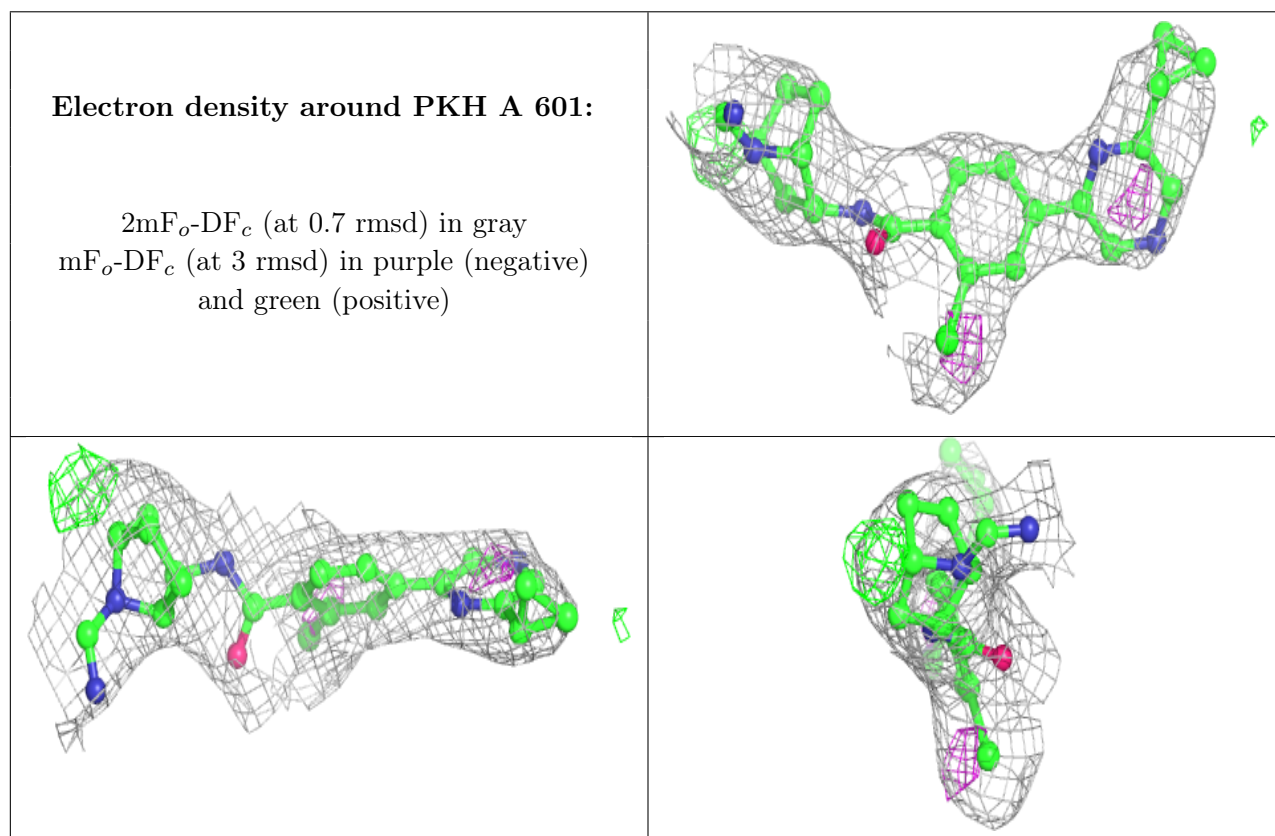 Electron density around PKH A 601:
2mFo-DFc (at 0.7 rmsd) in gray
mFo-DFc (at 3 rmsd) in purple (negative)
and green (positive)